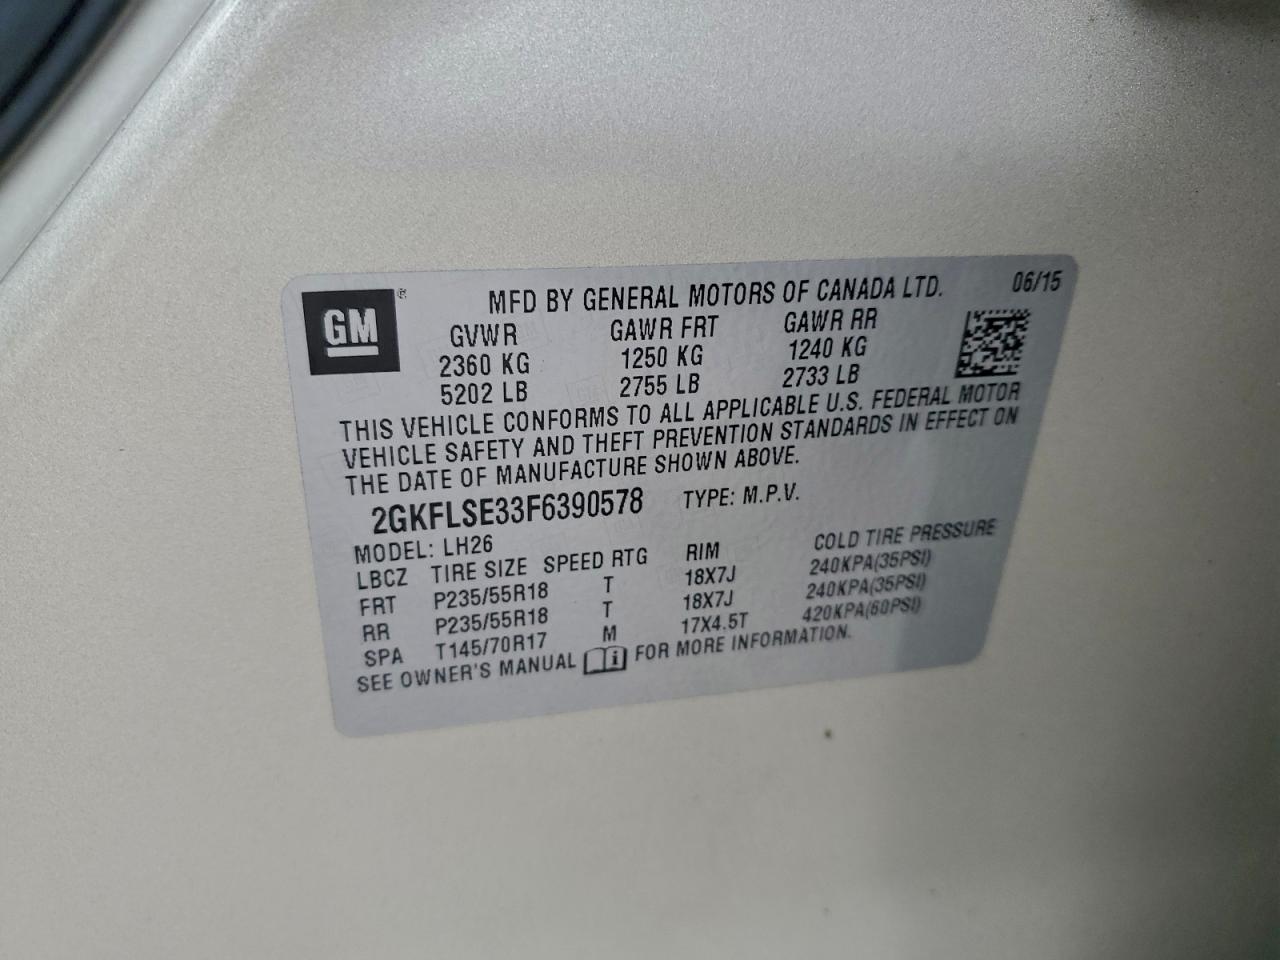 GM ® MFD BY GENERAL MOTORS OF CANADA LTD. 06/15
GVWR GAWR FRT GAWR RR
2360 KG 1250 KG 1240 KG
5202 LB 2755 LB 2733 LB
THIS VEHICLE CONFORMS TO ALL APPLICABLE U.S. FEDERAL MOTOR
VEHICLE SAFETY AND THEFT PREVENTION STANDARDS IN EFFECT ON
THE DATE OF MANUFACTURE SHOWN ABOVE.
2GKFLSE33F6390578 TYPE: M.P.V.
MODEL: LH26
LBCZ TIRE SIZE SPEED RTG RIM COLD TIRE PRESSURE
FRT P235/55R18 T 18X7J 240KPA(35PSI)
RR P235/55R18 T 18X7J 240KPA(35PSI)
SPA T145/70R17 M 17X4.5T 420KPA(60PSI)
SEE OWNER'S MANUAL i FOR MORE INFORMATION.